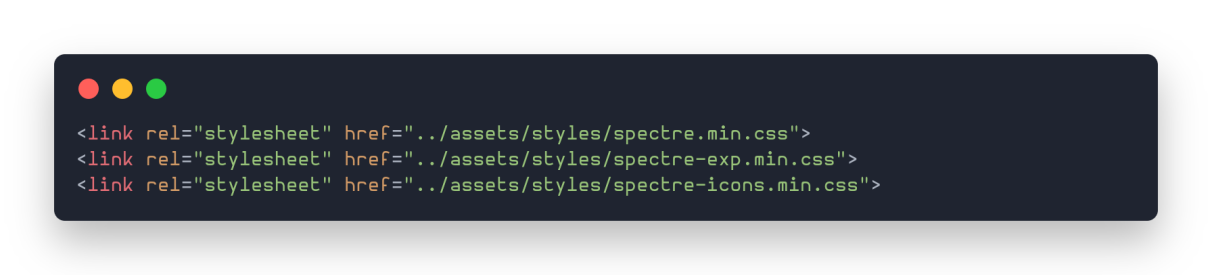 <link rel="stylesheet" href="../assets/styles/spectre.min.css">
<link rel="stylesheet" href="../assets/styles/spectre-exp.min.css">
<link rel="stylesheet" href="../assets/styles/spectre-icons.min.css">